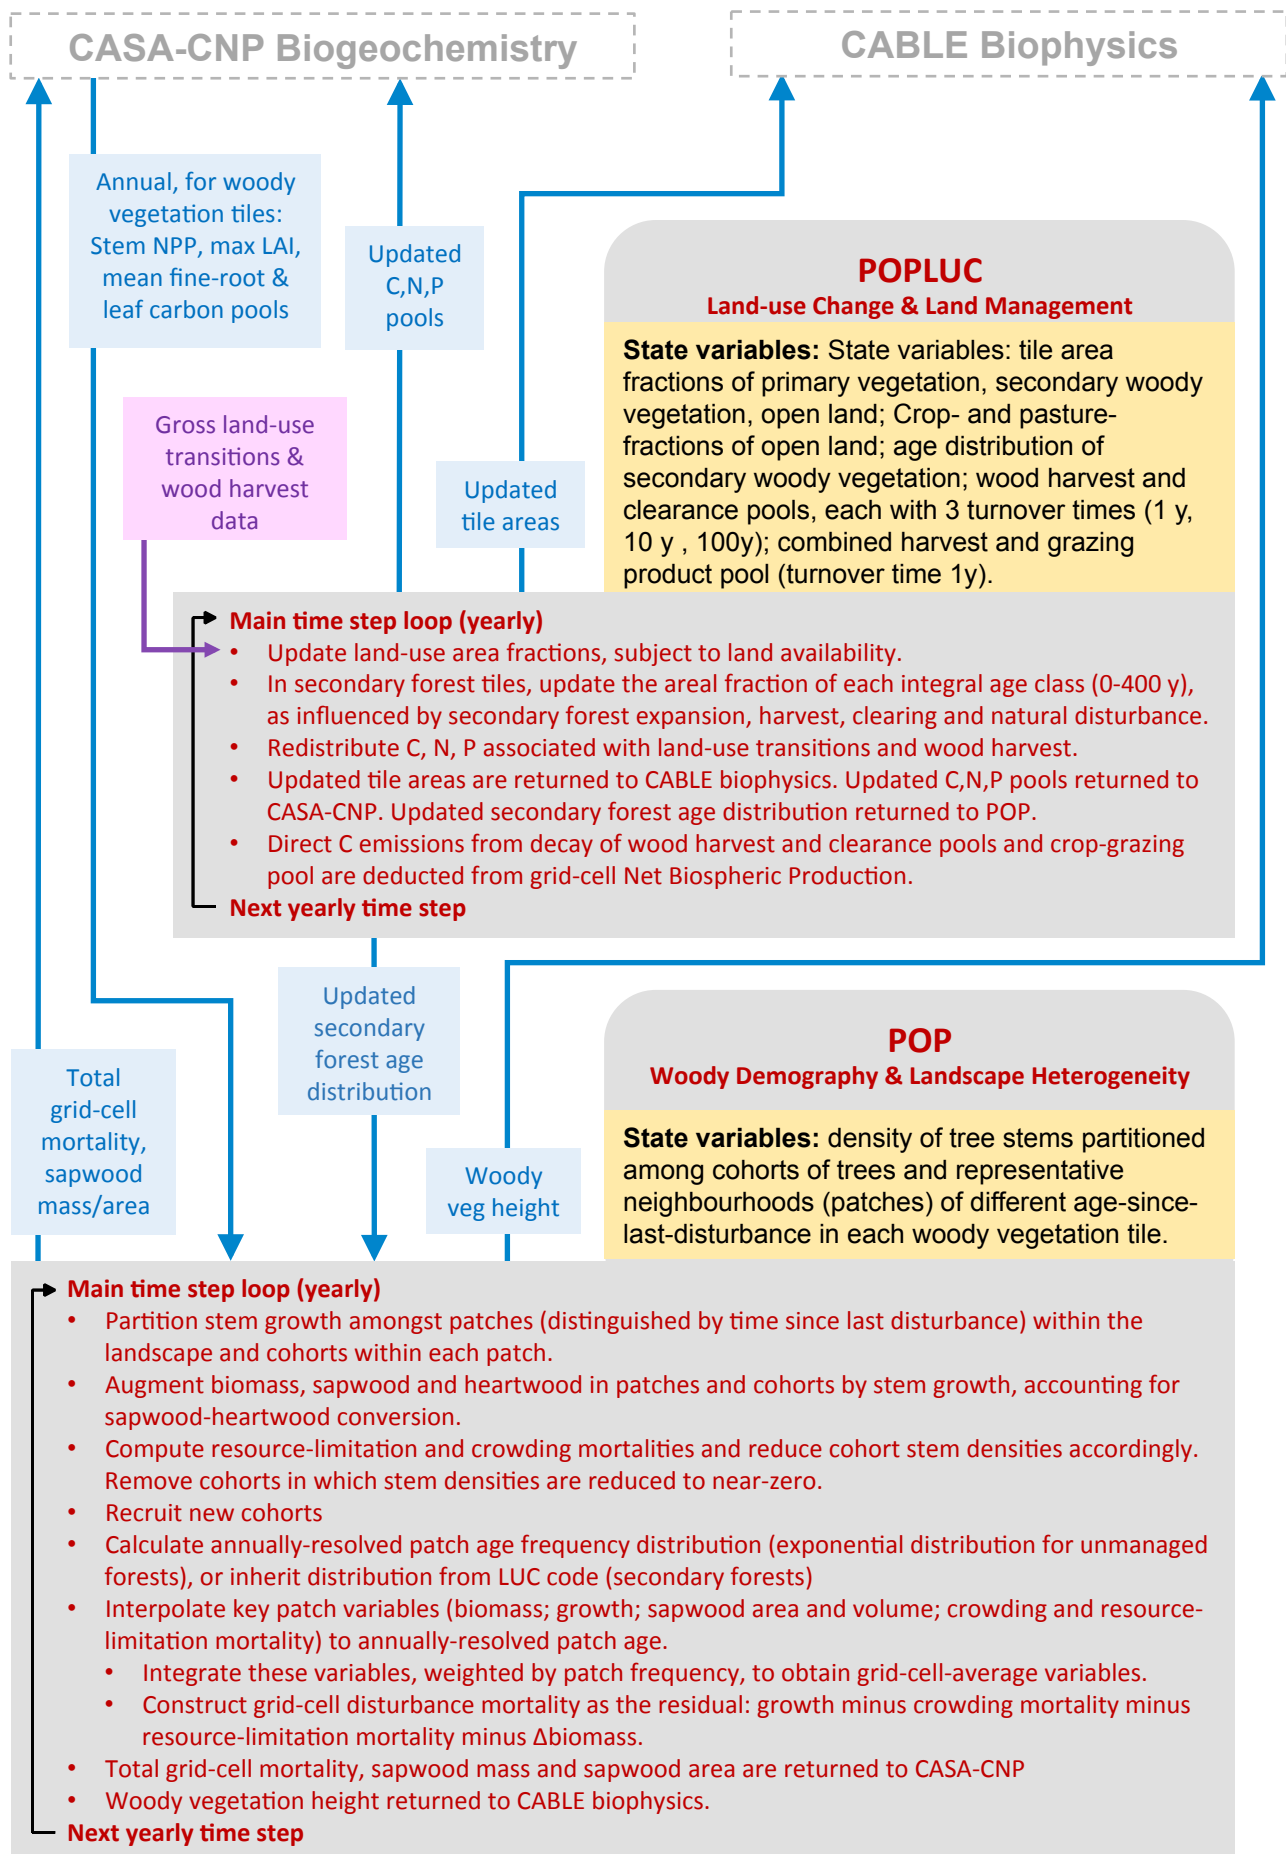 CASA-CNP Biogeochemistry
CABLE Biophysics
Annual, for woody
vegetation tiles:
Stem NPP, max LAI,
mean fine-root &
leaf carbon pools
Updated
C,N,P
pools
Gross land-use
transitions &
wood harvest
data
Updated
tile areas
POPLUC
Land-use Change & Land Management
State variables: State variables: tile area
fractions of primary vegetation, secondary woody
vegetation, open land; Crop- and pasture-
fractions of open land; age distribution of
secondary woody vegetation; wood harvest and
clearance pools, each with 3 turnover times (1 y,
10 y , 100y); combined harvest and grazing
product pool (turnover time 1y).
Main time step loop (yearly)
• Update land-use area fractions, subject to land availability.
• In secondary forest tiles, update the areal fraction of each integral age class (0-400 y),
as influenced by secondary forest expansion, harvest, clearing and natural disturbance.
• Redistribute C, N, P associated with land-use transitions and wood harvest.
• Updated tile areas are returned to CABLE biophysics. Updated C,N,P pools returned to
CASA-CNP. Updated secondary forest age distribution returned to POP.
• Direct C emissions from decay of wood harvest and clearance pools and crop-grazing
pool are deducted from grid-cell Net Biospheric Production.
Next yearly time step
Total
grid-cell
mortality,
sapwood
mass/area
Updated
secondary
forest age
distribution
Woody
veg height
POP
Woody Demography & Landscape Heterogeneity
State variables: density of tree stems partitioned
among cohorts of trees and representative
neighbourhoods (patches) of different age-since-
last-disturbance in each woody vegetation tile.
Main time step loop (yearly)
• Partition stem growth amongst patches (distinguished by time since last disturbance) within the
landscape and cohorts within each patch.
• Augment biomass, sapwood and heartwood in patches and cohorts by stem growth, accounting for
sapwood-heartwood conversion.
• Compute resource-limitation and crowding mortalities and reduce cohort stem densities accordingly.
Remove cohorts in which stem densities are reduced to near-zero.
• Recruit new cohorts
• Calculate annually-resolved patch age frequency distribution (exponential distribution for unmanaged
forests), or inherit distribution from LUC code (secondary forests)
• Interpolate key patch variables (biomass; growth; sapwood area and volume; crowding and resource-
limitation mortality) to annually-resolved patch age.
• Integrate these variables, weighted by patch frequency, to obtain grid-cell-average variables.
• Construct grid-cell disturbance mortality as the residual: growth minus crowding mortality minus
resource-limitation mortality minus Δbiomass.
• Total grid-cell mortality, sapwood mass and sapwood area are returned to CASA-CNP
• Woody vegetation height returned to CABLE biophysics.
Next yearly time step